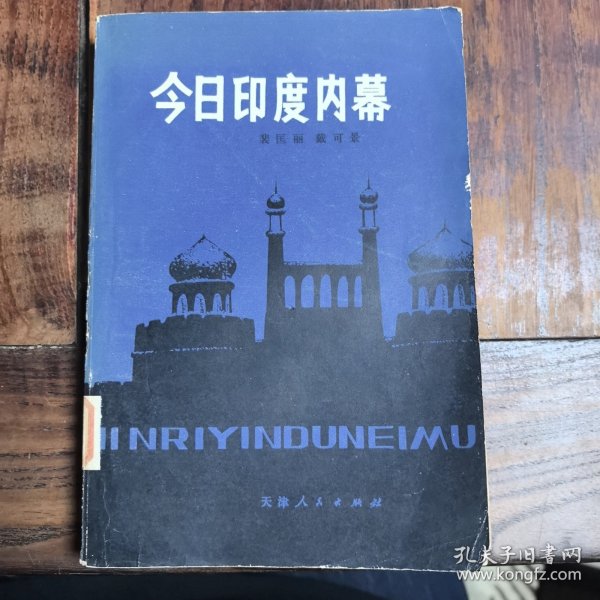 今日印度内幕
裴匡丽 戴可景
JINRIYINDUNEIMU
天津人民出版社
孔夫子旧書网
www.kongfz.com